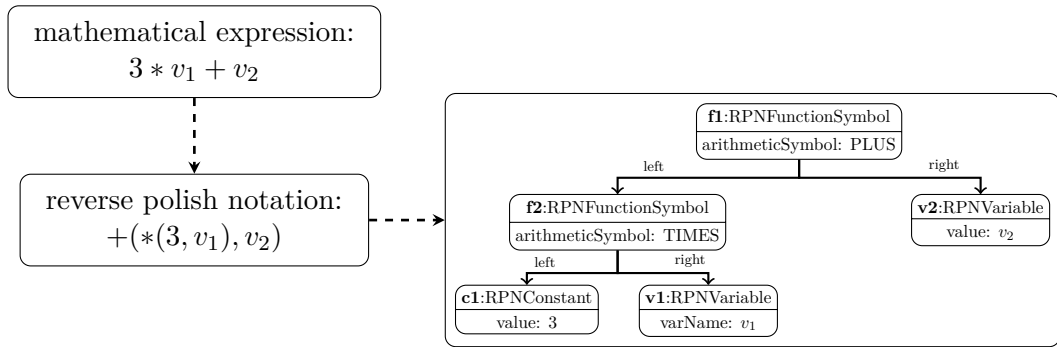 mathematical expression:
3 ∗ v₁ + v₂
reverse polish notation:
+(∗(3, v₁), v₂)
f1:RPNFunctionSymbol
arithmeticSymbol: PLUS
left
right
f2:RPNFunctionSymbol
arithmeticSymbol: TIMES
v2:RPNVariable
value: v₂
left
right
c1:RPNConstant
value: 3
v1:RPNVariable
varName: v₁